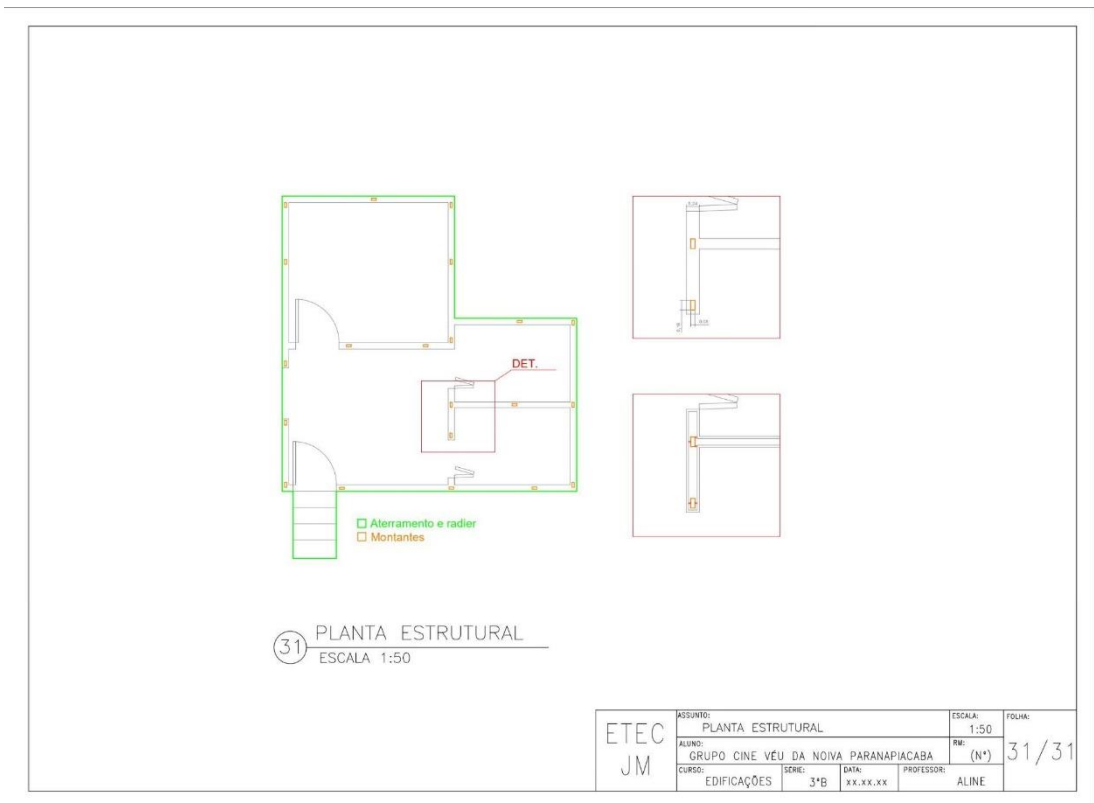 DET.
Aterramento e radier
Montantes
31
PLANTA ESTRUTURAL
ESCALA 1:50
ETEC
JM
ASSUNTO:
PLANTA ESTRUTURAL
ESCALA:
1:50
FOLHA:
31/31
ALUNO:
GRUPO CINE VÉU DA NOIVA PARANAPIACABA
RM:
(Nº)
CURSO:
EDIFICAÇÕES
SÉRIE:
3ªB
DATA:
xx.xx.xx
PROFESSOR:
ALINE